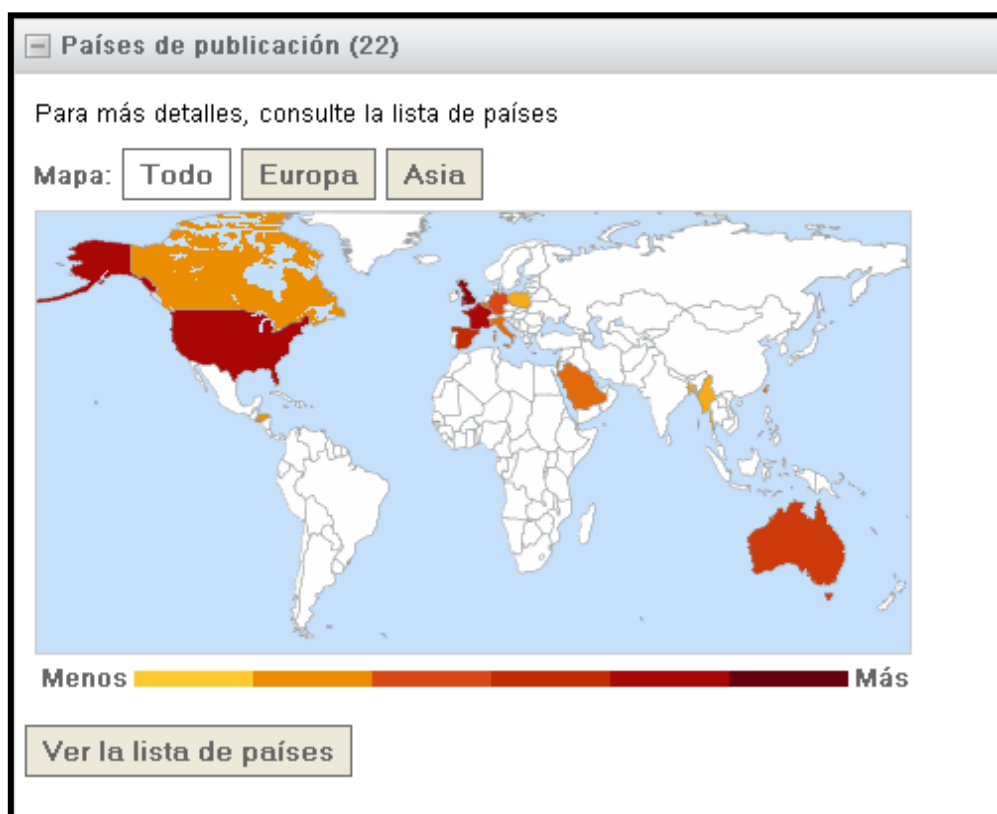 Países de publicación (22)
Para más detalles, consulte la lista de países
Mapa: Todo Europa Asia
Menos Más
Ver la lista de países